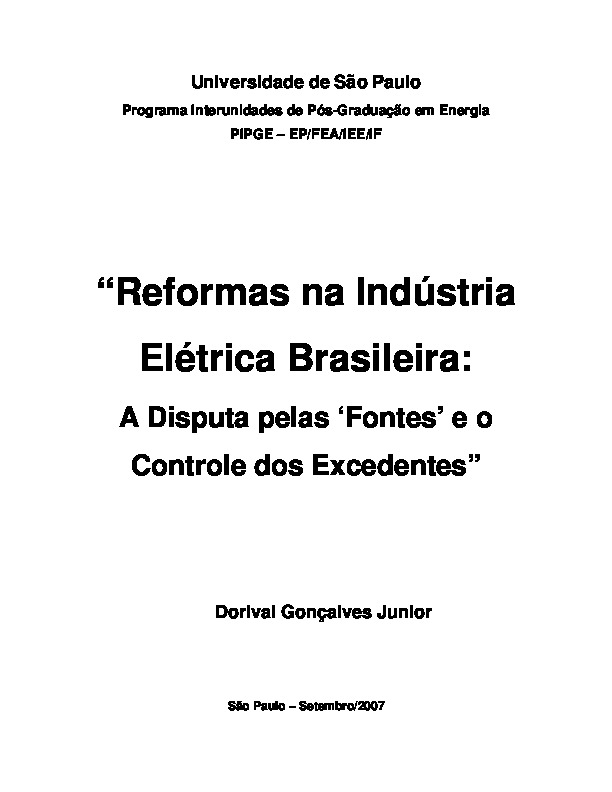 Universidade de São Paulo
Programa Interunidades de Pós-Graduação em Energia
PIPGE – EP/FEA/IEE/IF
“Reformas na Indústria
Elétrica Brasileira:
A Disputa pelas ‘Fontes’ e o
Controle dos Excedentes”
Dorival Gonçalves Junior
São Paulo – Setembro/2007